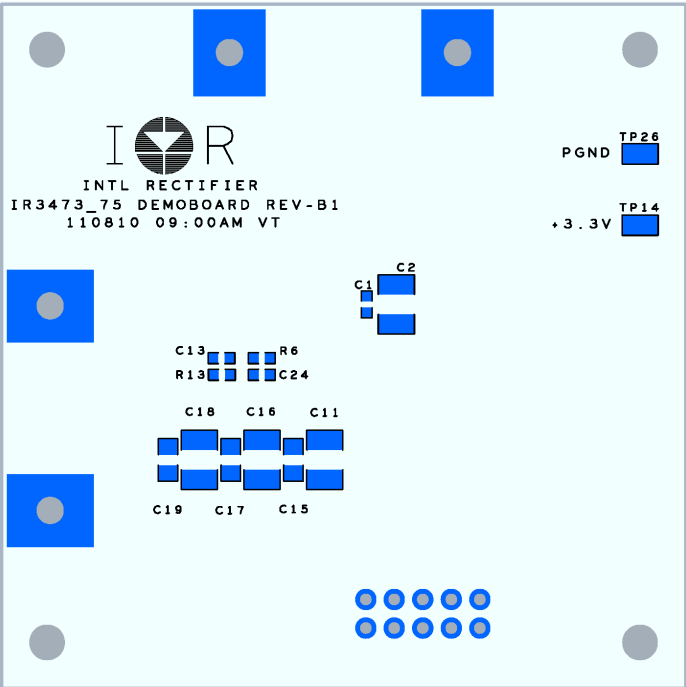 TP26
PGND
I R
INTL RECTIFIER
TP14
IR3473_75 DEMOBOARD REV-B1
110810 09:00AM VT
+3.3V
C2
C1
C13 R6
R13 C24
C18 C16 C11
C19 C17 C15